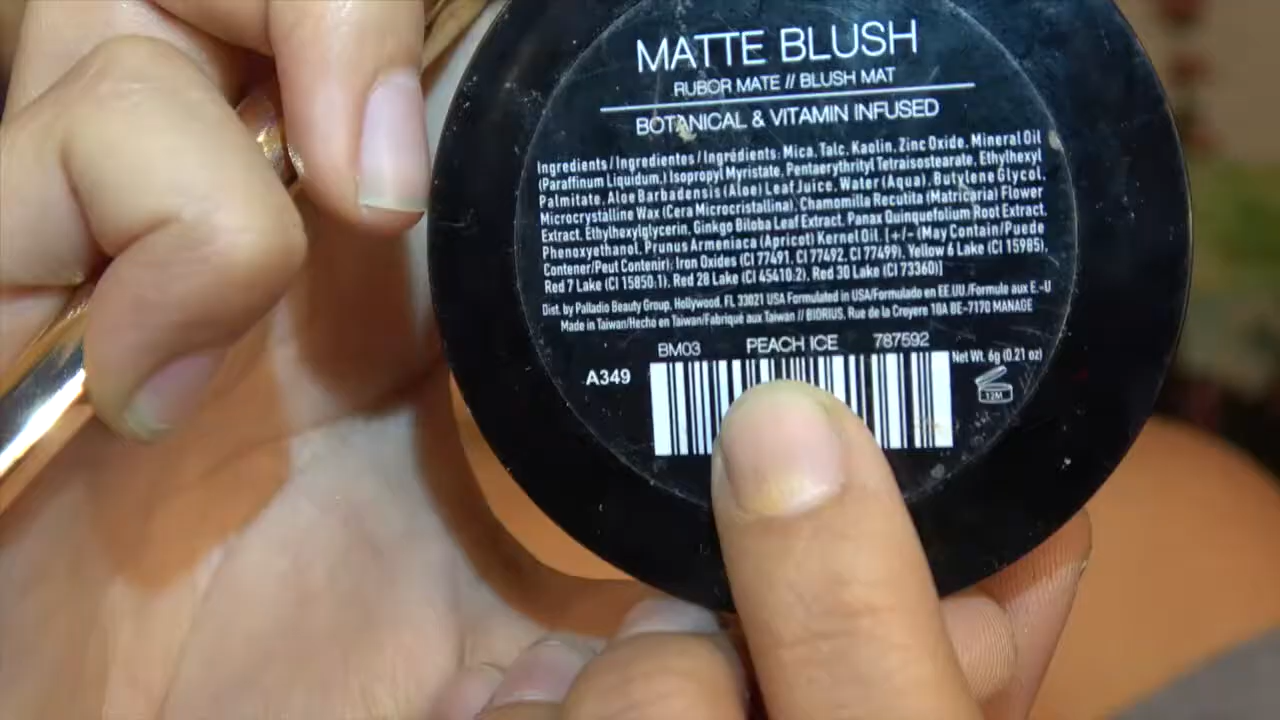 MATTE BLUSH
RUBOR MATE // BLUSH MAT
BOTANICAL & VITAMIN INFUSED
Ingredients / Ingredientes / Ingrédients: Mica, Talc, Kaolin, Zinc Oxide, Mineral Oil
(Paraffinum Liquidum,) Isopropyl Myristate, Pentaerythrityl Tetraisostearate, Ethylhexyl
Palmitate, Aloe Barbadensis (Aloe) Leaf Juice, Water (Aqua), Butylene Glycol,
Microcrystalline Wax (Cera Microcristallina), Chamomilla Recutita (Matricaria) Flower
Extract, Ethylhexylglycerin, Ginkgo Biloba Leaf Extract, Panax Quinquefolium Root Extract,
Phenoxyethanol, Prunus Armeniaca (Apricot) Kernel Oil, [+/- (May Contain/Puede
Contener/Peut Contenir): Iron Oxides (CI 77491, CI 77492, CI 77499), Yellow 6 Lake (CI 15985),
Red 7 Lake (CI 15850:1), Red 28 Lake (CI 45410:2), Red 30 Lake (CI 73360)]
Dist. by Palladio Beauty Group, Hollywood, FL 33021 USA Formulated in USA/Formulado en EE.UU./Formule aux E.-U
Made in Taiwan/Hecho en Taiwan/Fabriqué aux Taiwan // BIORIUS, Rue de la Croyere 10A BE-7170 MANAGE
BM03 PEACH ICE 787592
A349
Net Wt. 6g (0.21 oz)
12M